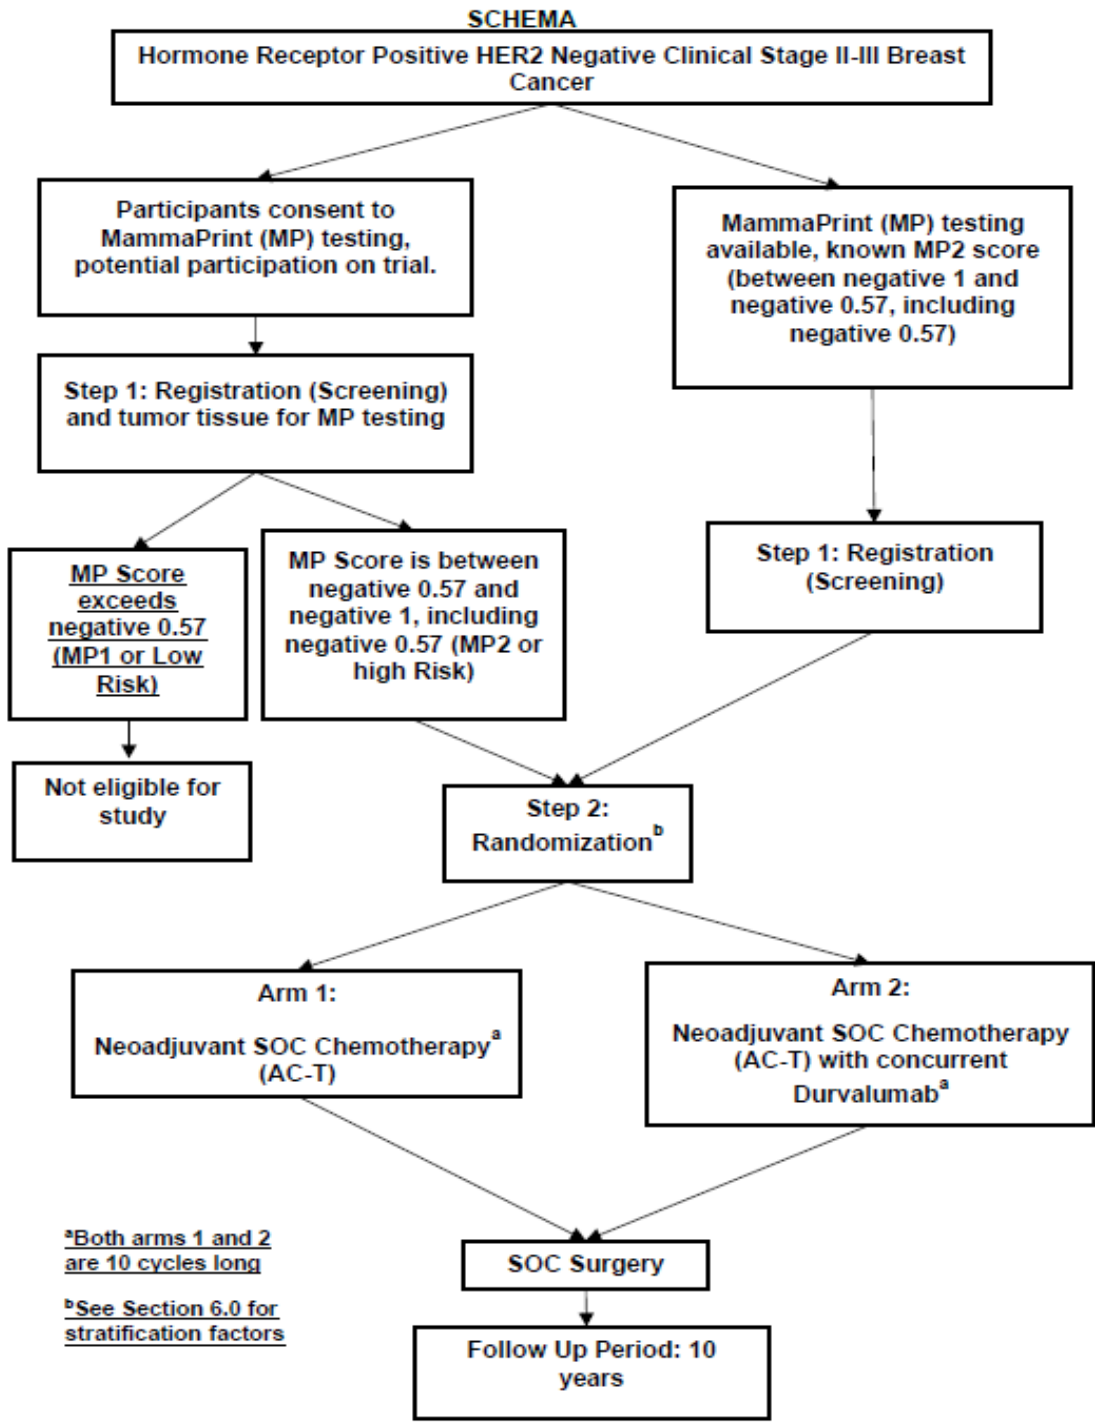 SCHEMA
Hormone Receptor Positive HER2 Negative Clinical Stage II-III Breast
Cancer
Participants consent to
MammaPrint (MP) testing,
potential participation on trial.
MammaPrint (MP) testing
available, known MP2 score
(between negative 1 and
negative 0.57, including
negative 0.57)
Step 1: Registration (Screening)
and tumor tissue for MP testing
MP Score
exceeds
negative 0.57
(MP1 or Low
Risk)
MP Score is between
negative 0.57 and
negative 1, including
negative 0.57 (MP2 or
high Risk)
Step 1: Registration
(Screening)
Not eligible for
study
Step 2:
Randomization^b
Arm 1:
Neoadjuvant SOC Chemotherapy^a
(AC-T)
Arm 2:
Neoadjuvant SOC Chemotherapy
(AC-T) with concurrent
Durvalumab^a
^aBoth arms 1 and 2
are 10 cycles long
^bSee Section 6.0 for
stratification factors
SOC Surgery
Follow Up Period: 10
years